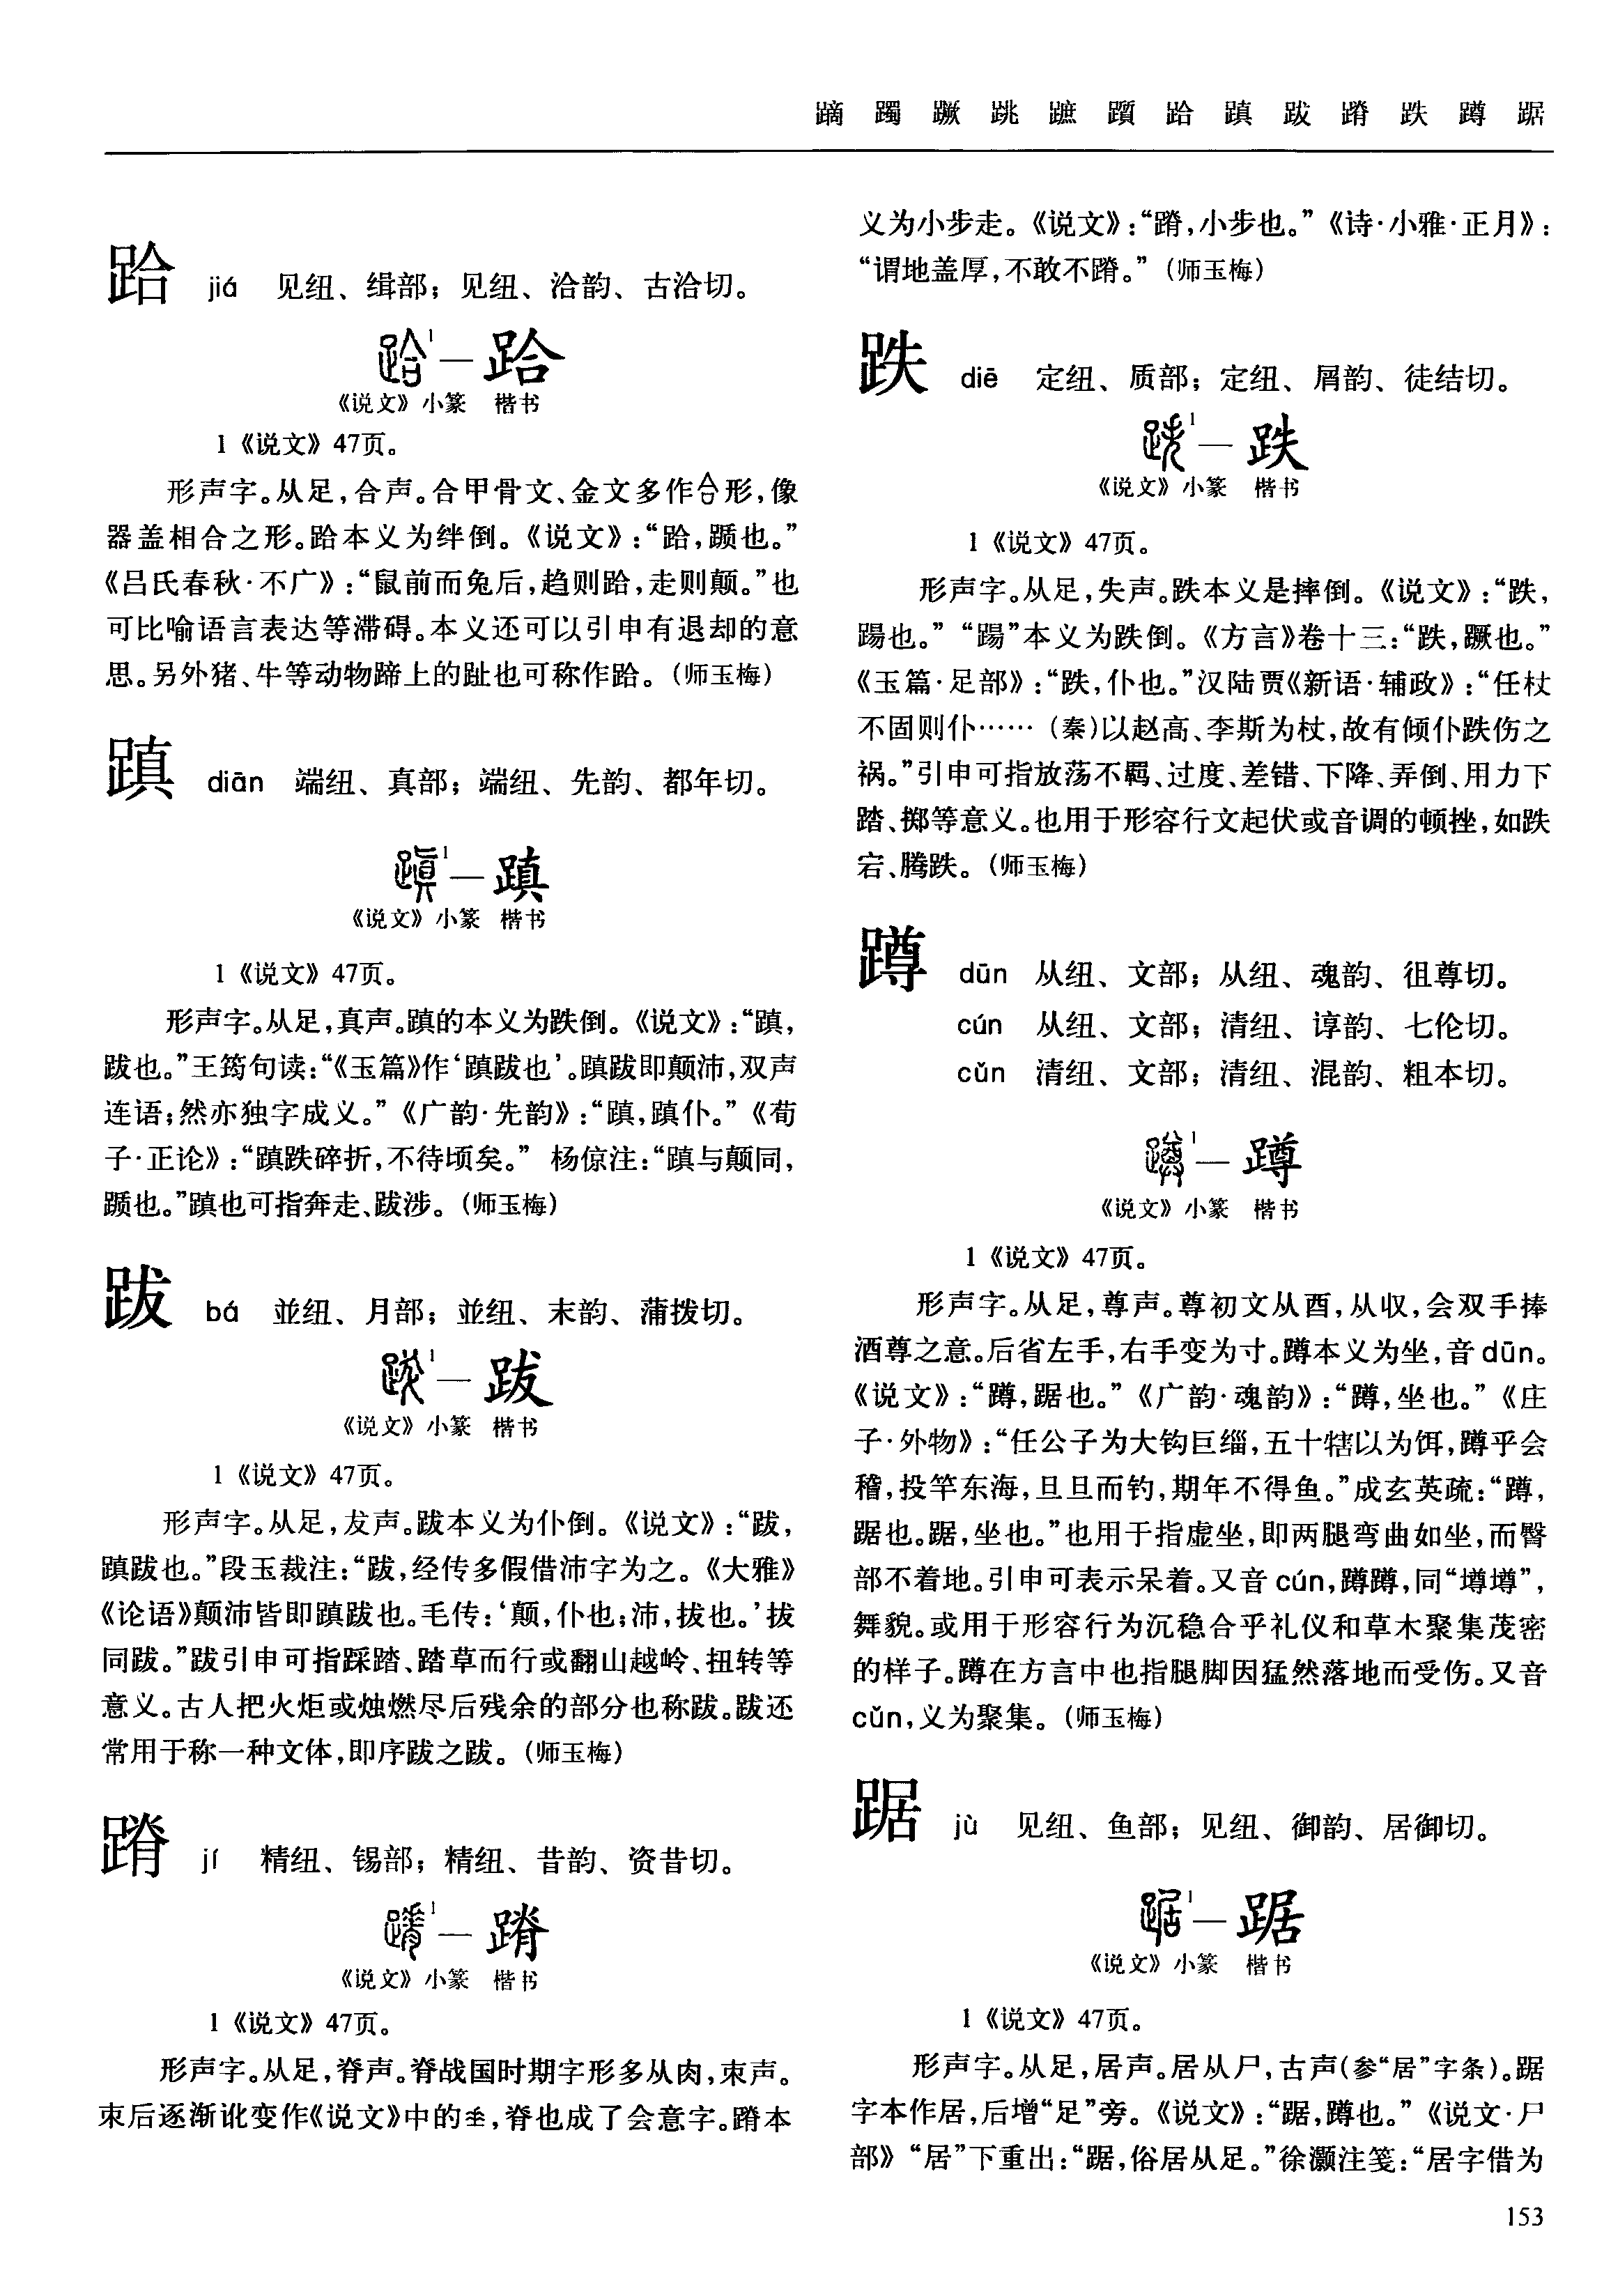 蹢 躅 蹶 跳 蹠 躓 跲 蹎 跋 蹐 跌 蹲 踞
跲 jiá 见纽、缉部；见纽、洽韵、古洽切。
1—跲
《说文》小篆 楷书
1《说文》47页。
形声字。从足，合声。合甲骨文、金文多作形，像
器盖相合之形。跲本义为绊倒。《说文》：“跲，踬也。”
《吕氏春秋·不广》：“鼠前而兔后，趋则跲，走则颠。”也
可比喻语言表达等滞碍。本义还可以引申有退却的意
思。另外猪、牛等动物蹄上的趾也可称作跲。（师玉梅）
蹎 diān 端纽、真部；端纽、先韵、都年切。
1—蹎
《说文》小篆 楷书
1《说文》47页。
形声字。从足，真声。蹎的本义为跌倒。《说文》：“蹎，
跋也。”王筠句读：“《玉篇》作‘蹎跋也’。蹎跋即颠沛，双声
连语；然亦独字成义。”《广韵·先韵》：“蹎，蹎仆。”《荀
子·正论》：“蹎跌碎折，不待顷矣。” 杨倞注：“蹎与颠同，
踬也。”蹎也可指奔走、跋涉。（师玉梅）
跋 bá 並纽、月部；並纽、末韵、蒲拨切。
1—跋
《说文》小篆 楷书
1《说文》47页。
形声字。从足，犮声。跋本义为仆倒。《说文》：“跋，
蹎跋也。”段玉裁注：“跋，经传多假借沛字为之。《大雅》
《论语》颠沛皆即蹎跋也。毛传：‘颠，仆也；沛，拔也。’拔
同跋。”跋引申可指踩踏、踏草而行或翻山越岭、扭转等
意义。古人把火炬或烛燃尽后残余的部分也称跋。跋还
常用于称一种文体，即序跋之跋。（师玉梅）
蹐 jí 精纽、锡部；精纽、昔韵、资昔切。
1—蹐
《说文》小篆 楷书
1《说文》47页。
形声字。从足，脊声。脊战国时期字形多从肉，朿声。
朿后逐渐讹变作《说文》中的，脊也成了会意字。蹐本
义为小步走。《说文》：“蹐，小步也。”《诗·小雅·正月》：
“谓地盖厚，不敢不蹐。”（师玉梅）
跌 diē 定纽、质部；定纽、屑韵、徒结切。
1—跌
《说文》小篆 楷书
1《说文》47页。
形声字。从足，失声。跌本义是摔倒。《说文》：“跌，
踼也。”“踼”本义为跌倒。《方言》卷十三：“跌，蹶也。”
《玉篇·足部》：“跌，仆也。”汉陆贾《新语·辅政》：“任杖
不固则仆……（秦）以赵高、李斯为杖，故有倾仆跌伤之
祸。”引申可指放荡不羁、过度、差错、下降、弄倒、用力下
踏、掷等意义。也用于形容行文起伏或音调的顿挫，如跌
宕、腾跌。（师玉梅）
蹲 dūn 从纽、文部；从纽、魂韵、徂尊切。
cún 从纽、文部；清纽、谆韵、七伦切。
cǔn 清纽、文部；清纽、混韵、粗本切。
1—蹲
《说文》小篆 楷书
1《说文》47页。
形声字。从足，尊声。尊初文从酉，从収，会双手捧
酒尊之意。后省左手，右手变为寸。蹲本义为坐，音dūn。
《说文》：“蹲，踞也。”《广韵·魂韵》：“蹲，坐也。”《庄
子·外物》：“任公子为大钩巨缁，五十犗以为饵，蹲乎会
稽，投竿东海，旦旦而钓，期年不得鱼。”成玄英疏：“蹲，
踞也。踞，坐也。”也用于指虚坐，即两腿弯曲如坐，而臀
部不着地。引申可表示呆着。又音cún，蹲蹲，同“墫墫”，
舞貌。或用于形容行为沉稳合乎礼仪和草木聚集茂密
的样子。蹲在方言中也指腿脚因猛然落地而受伤。又音
cǔn，义为聚集。（师玉梅）
踞 jù 见纽、鱼部；见纽、御韵、居御切。
1—踞
《说文》小篆 楷书
1《说文》47页。
形声字。从足，居声。居从尸，古声（参“居”字条）。踞
字本作居，后增“足”旁。《说文》：“踞，蹲也。”《说文·尸
部》“居”下重出：“踞，俗居从足。”徐灏注笺：“居字借为
153